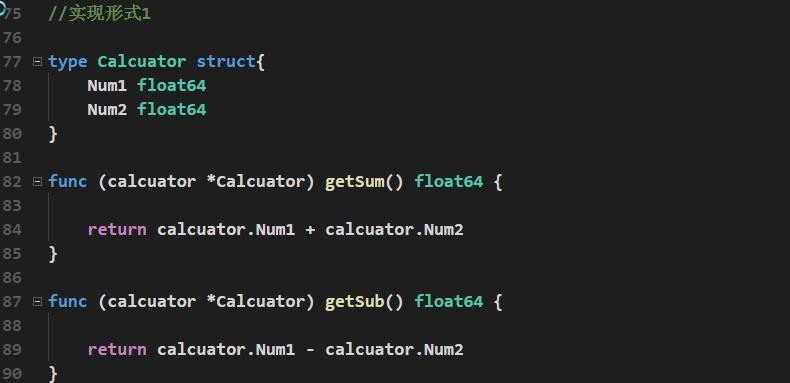 75 //实现形式1
76
77 type Calcuator struct{
78 Num1 float64
79 Num2 float64
80 }
81
82 func (calcuator *Calcuator) getSum() float64 {
83
84 return calcuator.Num1 + calcuator.Num2
85 }
86
87 func (calcuator *Calcuator) getSub() float64 {
88
89 return calcuator.Num1 - calcuator.Num2
90 }